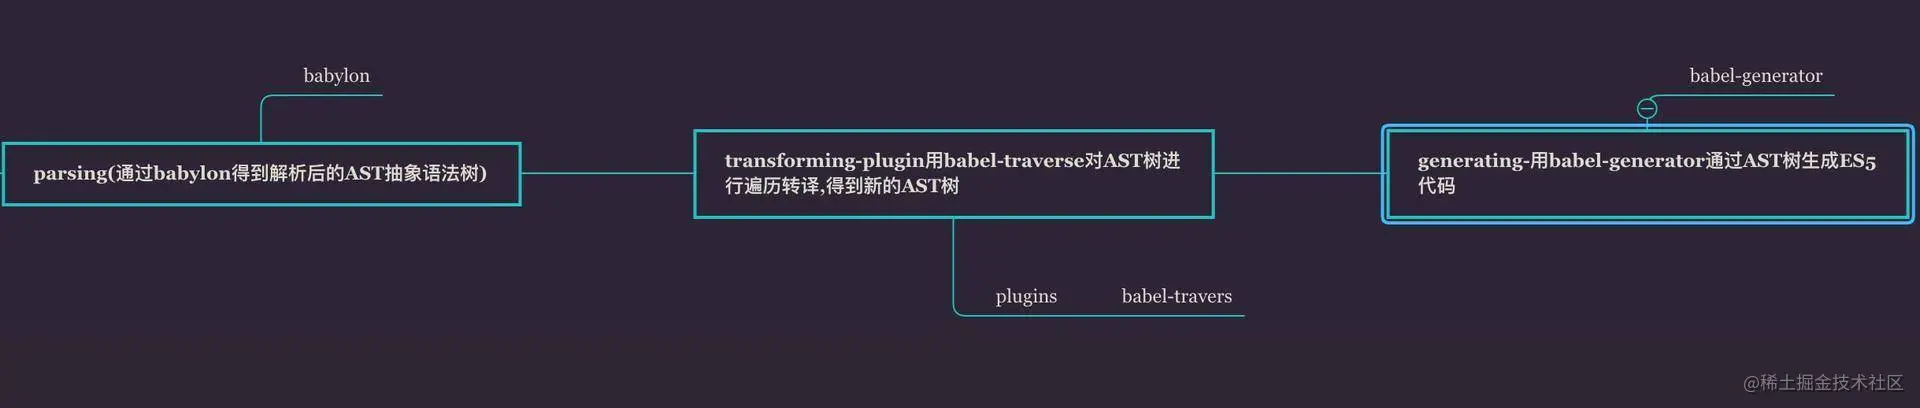 babylon
babel-generator
parsing(通过babylon得到解析后的AST抽象语法树)
transforming-plugin用babel-traverse对AST树进
行遍历转译,得到新的AST树
generating-用babel-generator通过AST树生成ES5
代码
plugins babel-travers
@稀土掘金技术社区